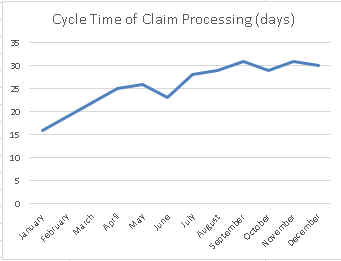 Cycle Time of Claim Processing (days)
35
30
25
20
15
10
5
0
January
February
March
April
May
June
July
August
September
October
November
December